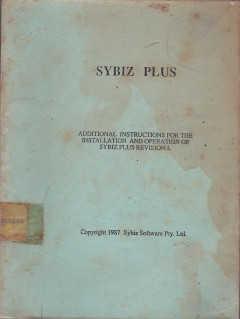 SYBIZ PLUS
ADDITIONAL INSTRUCTIONS FOR THE
INSTALLATION AND OPERATION OF
SYBIZ PLUS REVISION L.
Copyright 1987 Sybiz Software Pty. Ltd.